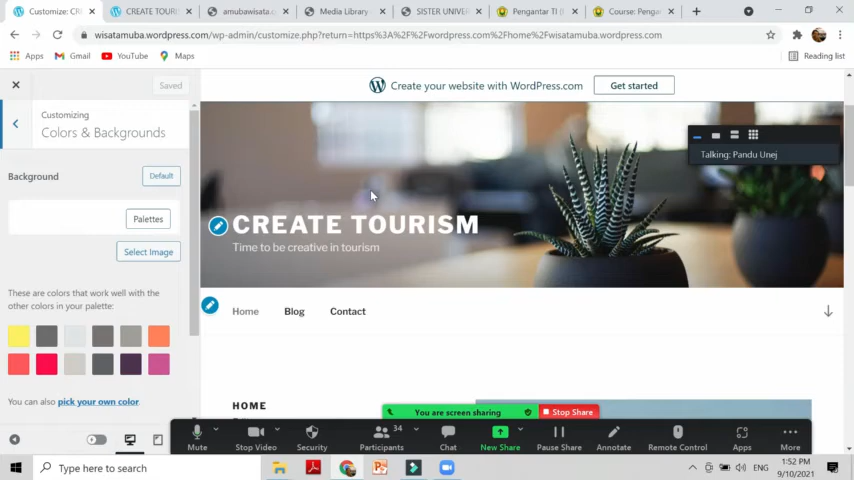 Customize: C
CREATE TOURIS
amubawisata.c
Media Library
SISTER UNIVER
Pengantar TI (
Course: Penga
wisatamuba.wordpress.com/wp-admin/customize.php?return=https%3A%2F%2Fwordpress.com%2Fhome%2Fwisatamuba.wordpress.com
Apps
Gmail
YouTube
Maps
Reading list
Saved
Create your website with WordPress.com
Get started
Customizing
Colors & Backgrounds
Talking: Pandu Unej
Background
Default
Palettes
Select Image
CREATE TOURISM
Time to be creative in tourism
These are colors that work well with the
other colors in your palette:
Home
Blog
Contact
You can also pick your own color.
HOME
You are screen sharing
Stop Share
34
Mute
Stop Video
Security
Participants
Chat
New Share
Pause Share
Annotate
Remote Control
Apps
More
Type here to search
ENG
1:52 PM
9/10/2021